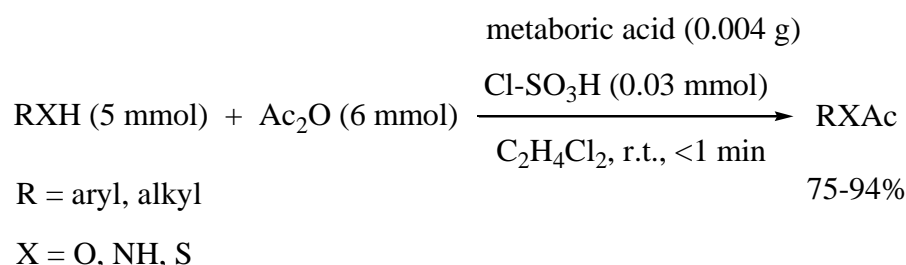 metaboric acid (0.004 g)
Cl-SO₃H (0.03 mmol)
RXH (5 mmol) + Ac₂O (6 mmol) RXAc
C₂H₄Cl₂, r.t., <1 min
R = aryl, alkyl 75-94%
X = O, NH, S